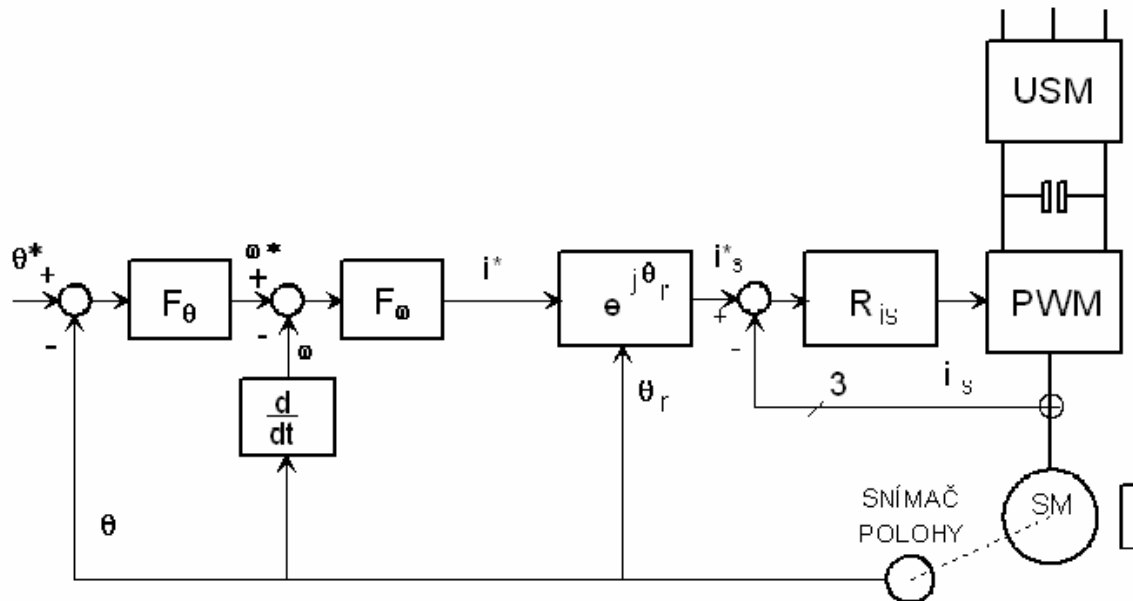 USM
θ*
+
-
F_θ
ω*
+
-
ω
F_ω
i*
e^jθ_r
i*_s
+
-
R_is
PWM
θ_r
3
i_s
d
dt
θ
SNÍMAČ
POLOHY
SM